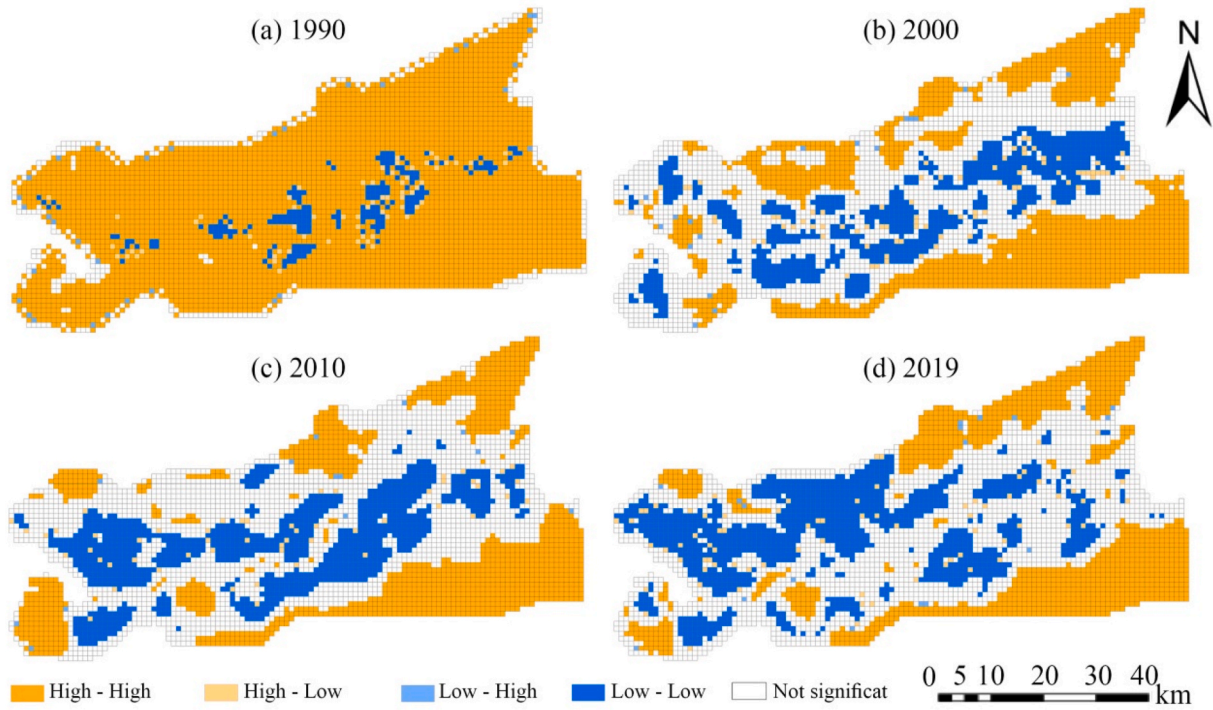 (a) 1990
(b) 2000
N
(c) 2010
(d) 2019
High - High
High - Low
Low - High
Low - Low
Not significat
0 5 10 20 30 40
km